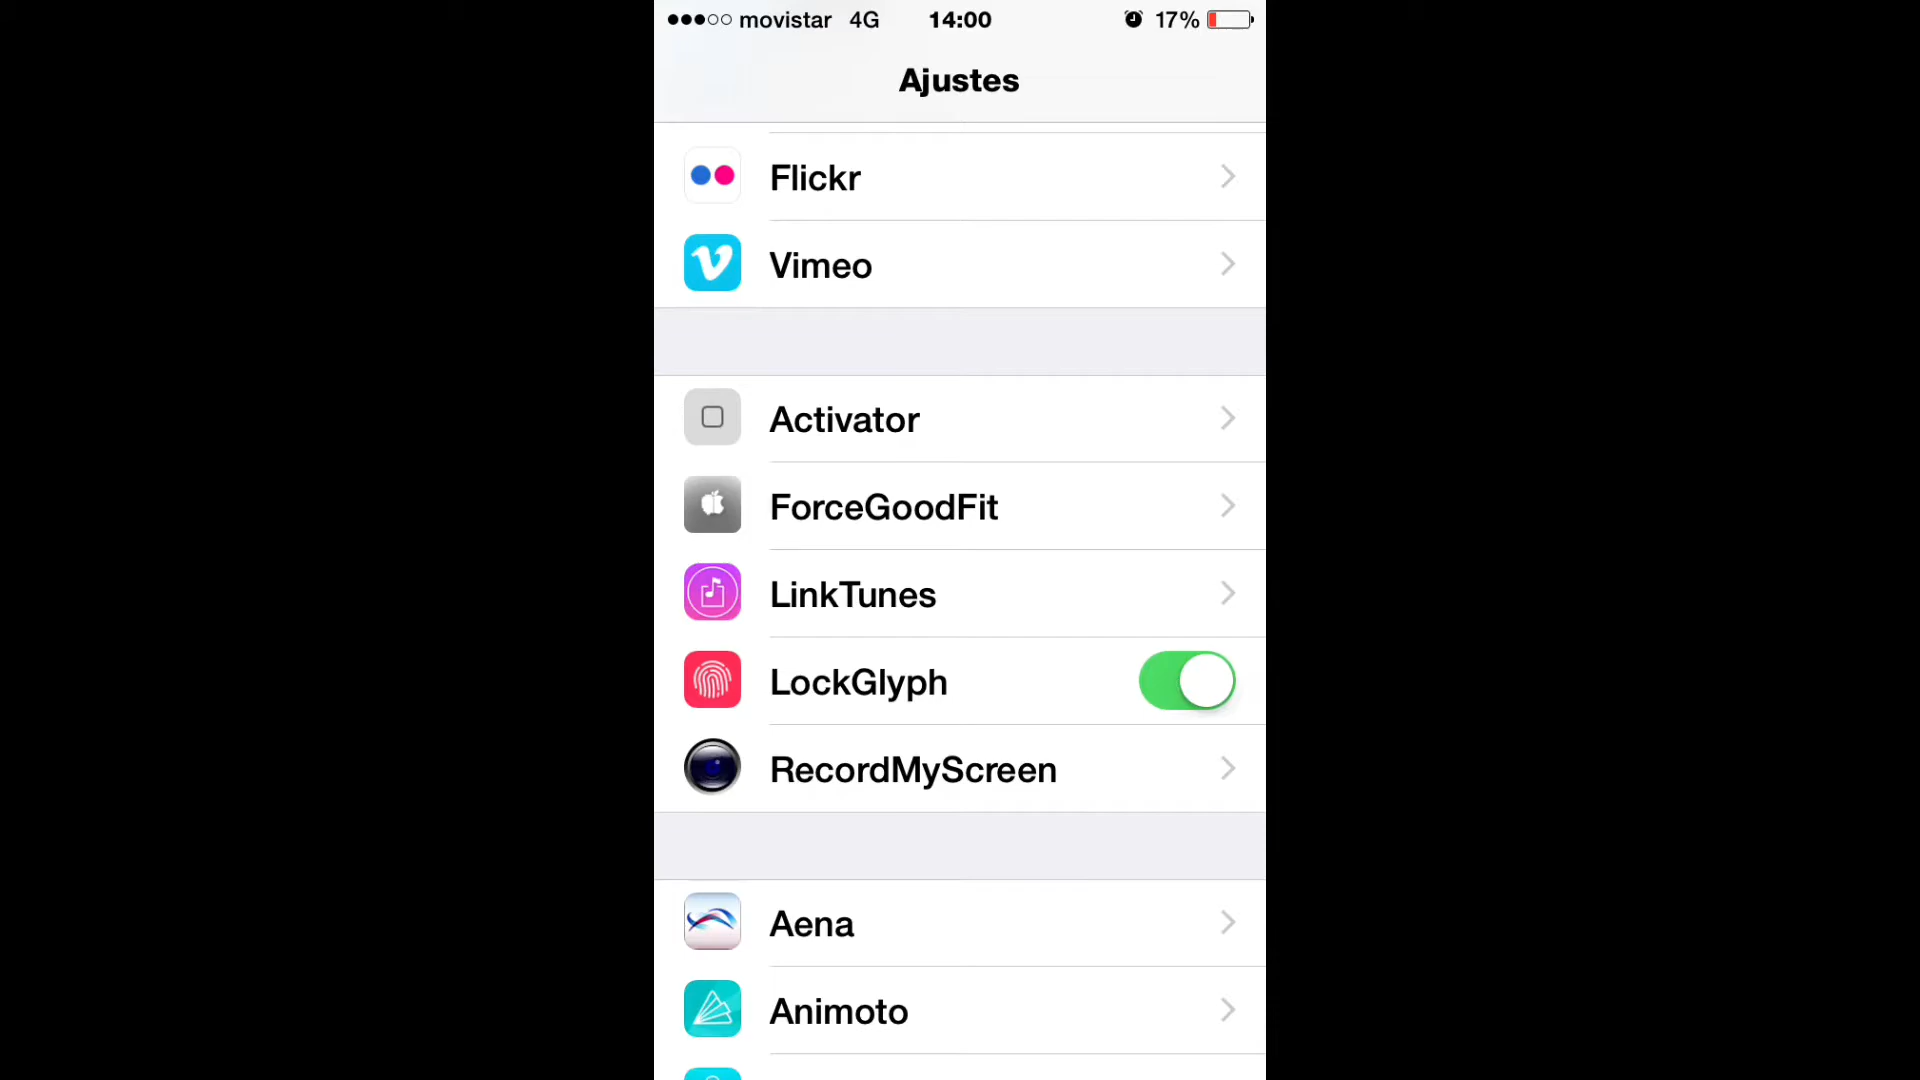 movistar 4G 14:00 17%
Ajustes
Flickr
Vimeo
Activator
ForceGoodFit
LinkTunes
LockGlyph
RecordMyScreen
Aena
Animoto